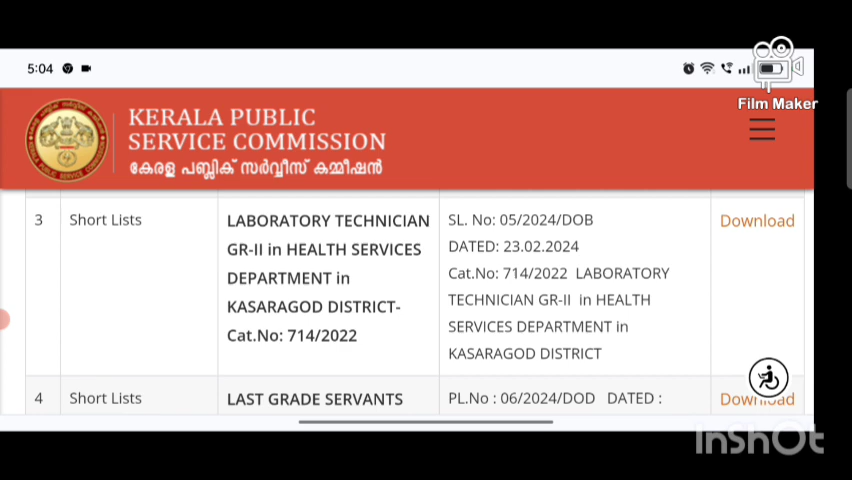 5:04
Film Maker
KERALA PUBLIC
SERVICE COMMISSION
കേരള പബ്ലിക് സർവ്വീസ് കമ്മീഷൻ
3
Short Lists
LABORATORY TECHNICIAN
GR-II in HEALTH SERVICES
DEPARTMENT in
KASARAGOD DISTRICT-
Cat.No: 714/2022
SL. No: 05/2024/DOB
DATED: 23.02.2024
Cat.No: 714/2022 LABORATORY
TECHNICIAN GR-II in HEALTH
SERVICES DEPARTMENT in
KASARAGOD DISTRICT
Download
4
Short Lists
LAST GRADE SERVANTS
PL.No : 06/2024/DOD DATED :
Download
InShOt